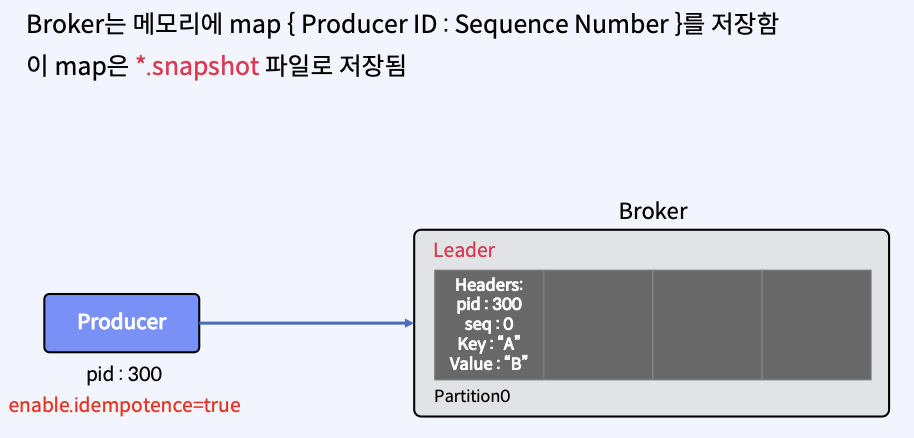 Broker는 메모리에 map { Producer ID : Sequence Number }를 저장함
이 map은 *.snapshot 파일로 저장됨
Broker
Leader
Headers:
pid : 300
seq : 0
Key : “A”
Value : “B”
Partition0
Producer
pid : 300
enable.idempotence=true